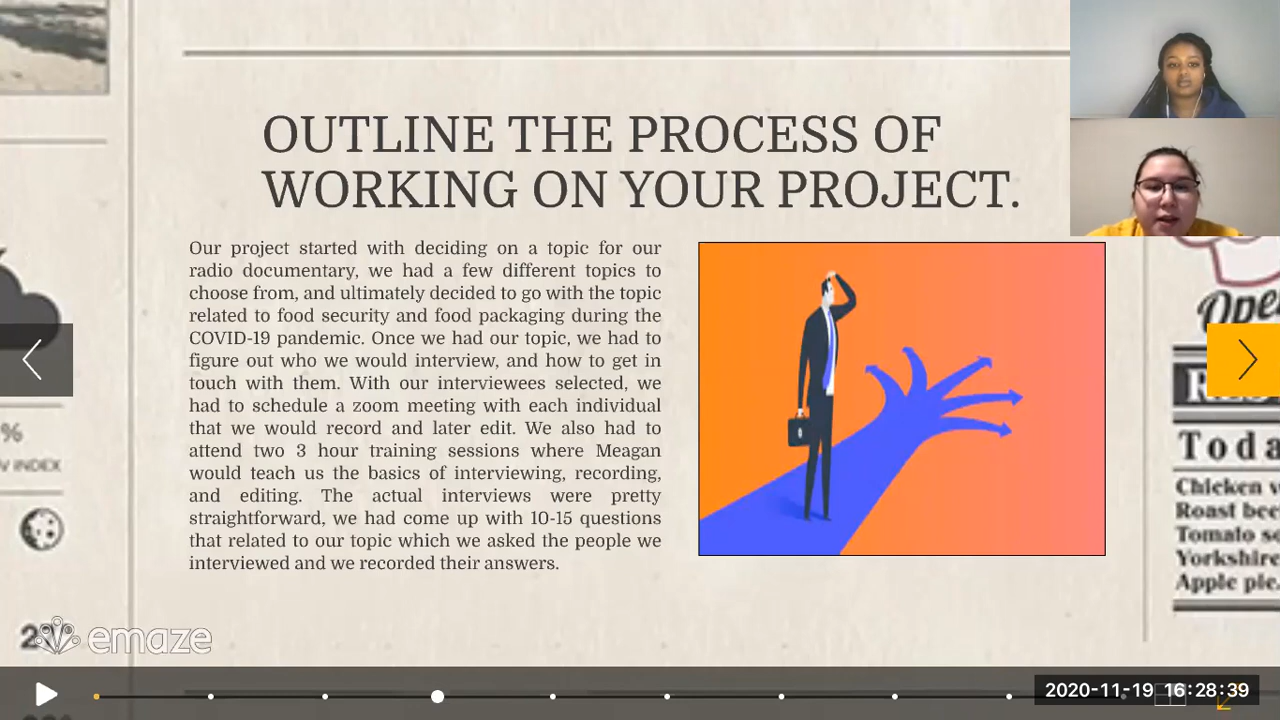 OUTLINE THE PROCESS OF
WORKING ON YOUR PROJECT.
Our project started with deciding on a topic for our
radio documentary, we had a few different topics to
choose from, and ultimately decided to go with the topic
related to food security and food packaging during the
COVID-19 pandemic. Once we had our topic, we had to
figure out who we would interview, and how to get in
touch with them. With our interviewees selected, we
had to schedule a zoom meeting with each individual
that we would record and later edit. We also had to
attend two 3 hour training sessions where Meagan
would teach us the basics of interviewing, recording,
and editing. The actual interviews were pretty
straightforward, we had come up with 10-15 questions
that related to our topic which we asked the people we
interviewed and we recorded their answers.
%
INDEX
Ope
Toda
Chicken
Roast bee
Tomalo
Yorkshire
Apple pie.
emaze
2020-11-19 16:28:39